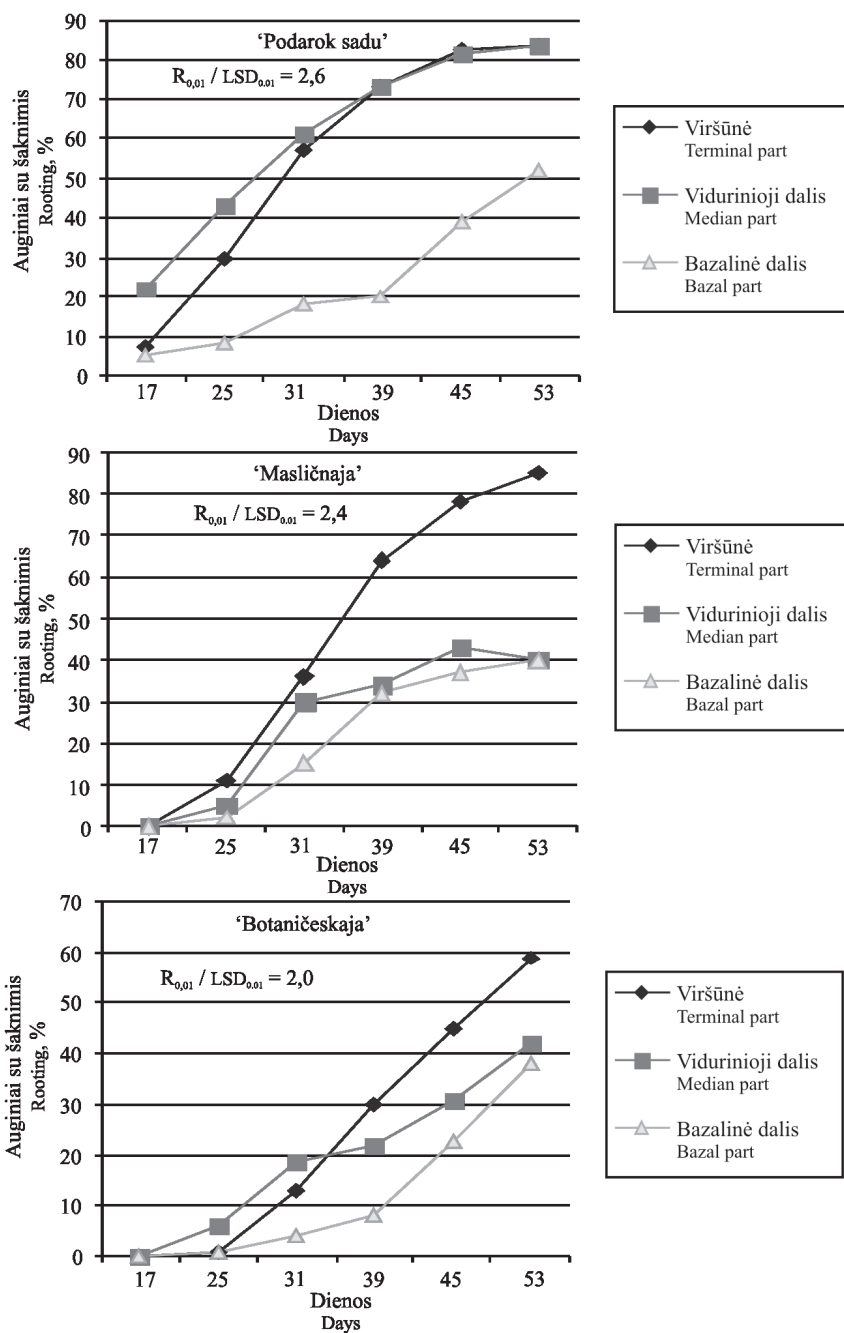 90
80
70
60
50
40
30
20
10
0
Auginiai su šaknimis
Rooting, %
‘Podarok sadu’
R0,01 / LSD0.01 = 2,6
17 25 31 39 45 53
Dienos
Days
Viršūnė
Terminal part
Vidurinioji dalis
Median part
Bazalinė dalis
Bazal part
90
80
70
60
50
40
30
20
10
0
Auginiai su šaknimis
Rooting, %
‘Masličnaja’
R0,01 / LSD0.01 = 2,4
17 25 31 39 45 53
Dienos
Days
Viršūnė
Terminal part
Vidurinioji dalis
Median part
Bazalinė dalis
Bazal part
70
60
50
40
30
20
10
0
Auginiai su šaknimis
Rooting, %
‘Botaničeskaja’
R0,01 / LSD0.01 = 2,0
17 25 31 39 45 53
Dienos
Days
Viršūnė
Terminal part
Vidurinioji dalis
Median part
Bazalinė dalis
Bazal part